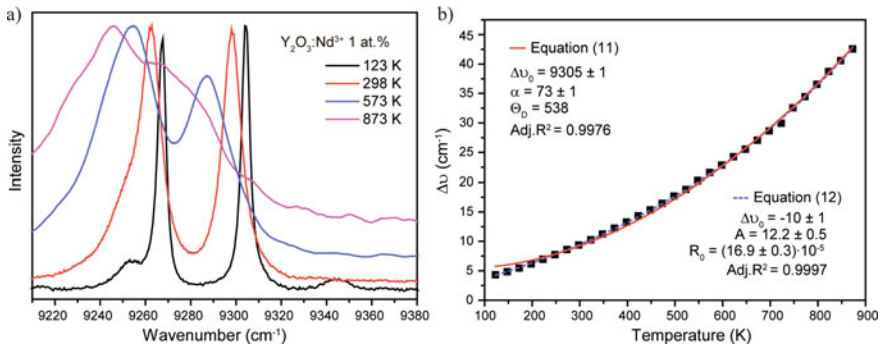 a)
Y₂O₃:Nd³⁺ 1 at.%
123 K
298 K
573 K
873 K
Intensity
9220 9240 9260 9280 9300 9320 9340 9360 9380
Wavenumber (cm⁻¹)
b)
45
40
35
30
25
20
15
10
5
0
Δυ (cm⁻¹)
Equation (11)
Δυ₀ = 9305 ± 1
α = 73 ± 1
Θ_D = 538
Adj.R² = 0.9976
Equation (12)
Δυ₀ = -10 ± 1
A = 12.2 ± 0.5
R₀ = (16.9 ± 0.3)·10⁻⁵
Adj.R² = 0.9997
100 200 300 400 500 600 700 800 900
Temperature (K)